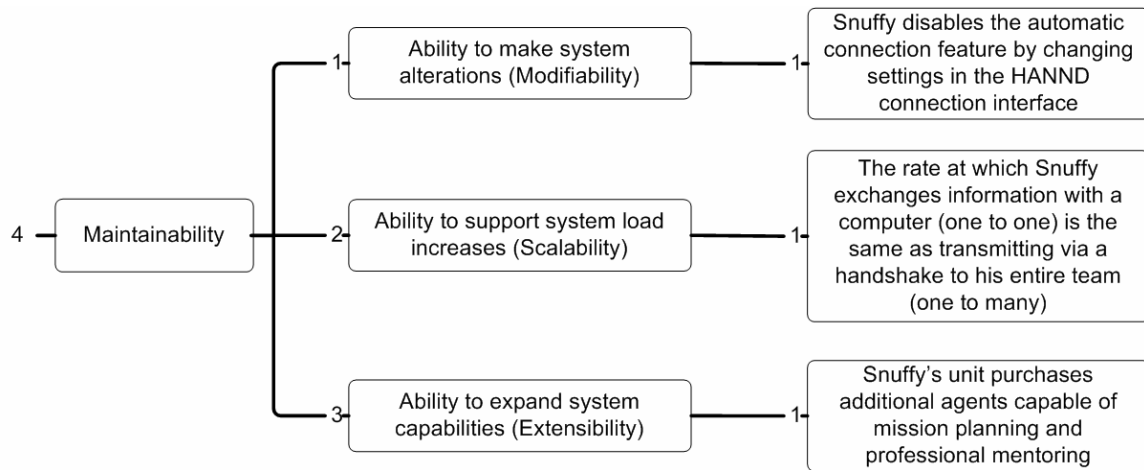 1
Ability to make system
alterations (Modifiability)
1
Snuffy disables the automatic
connection feature by changing
settings in the HANND
connection interface
4
Maintainability
2
Ability to support system load
increases (Scalability)
1
The rate at which Snuffy
exchanges information with a
computer (one to one) is the
same as transmitting via a
handshake to his entire team
(one to many)
3
Ability to expand system
capabilities (Extensibility)
1
Snuffy’s unit purchases
additional agents capable of
mission planning and
professional mentoring